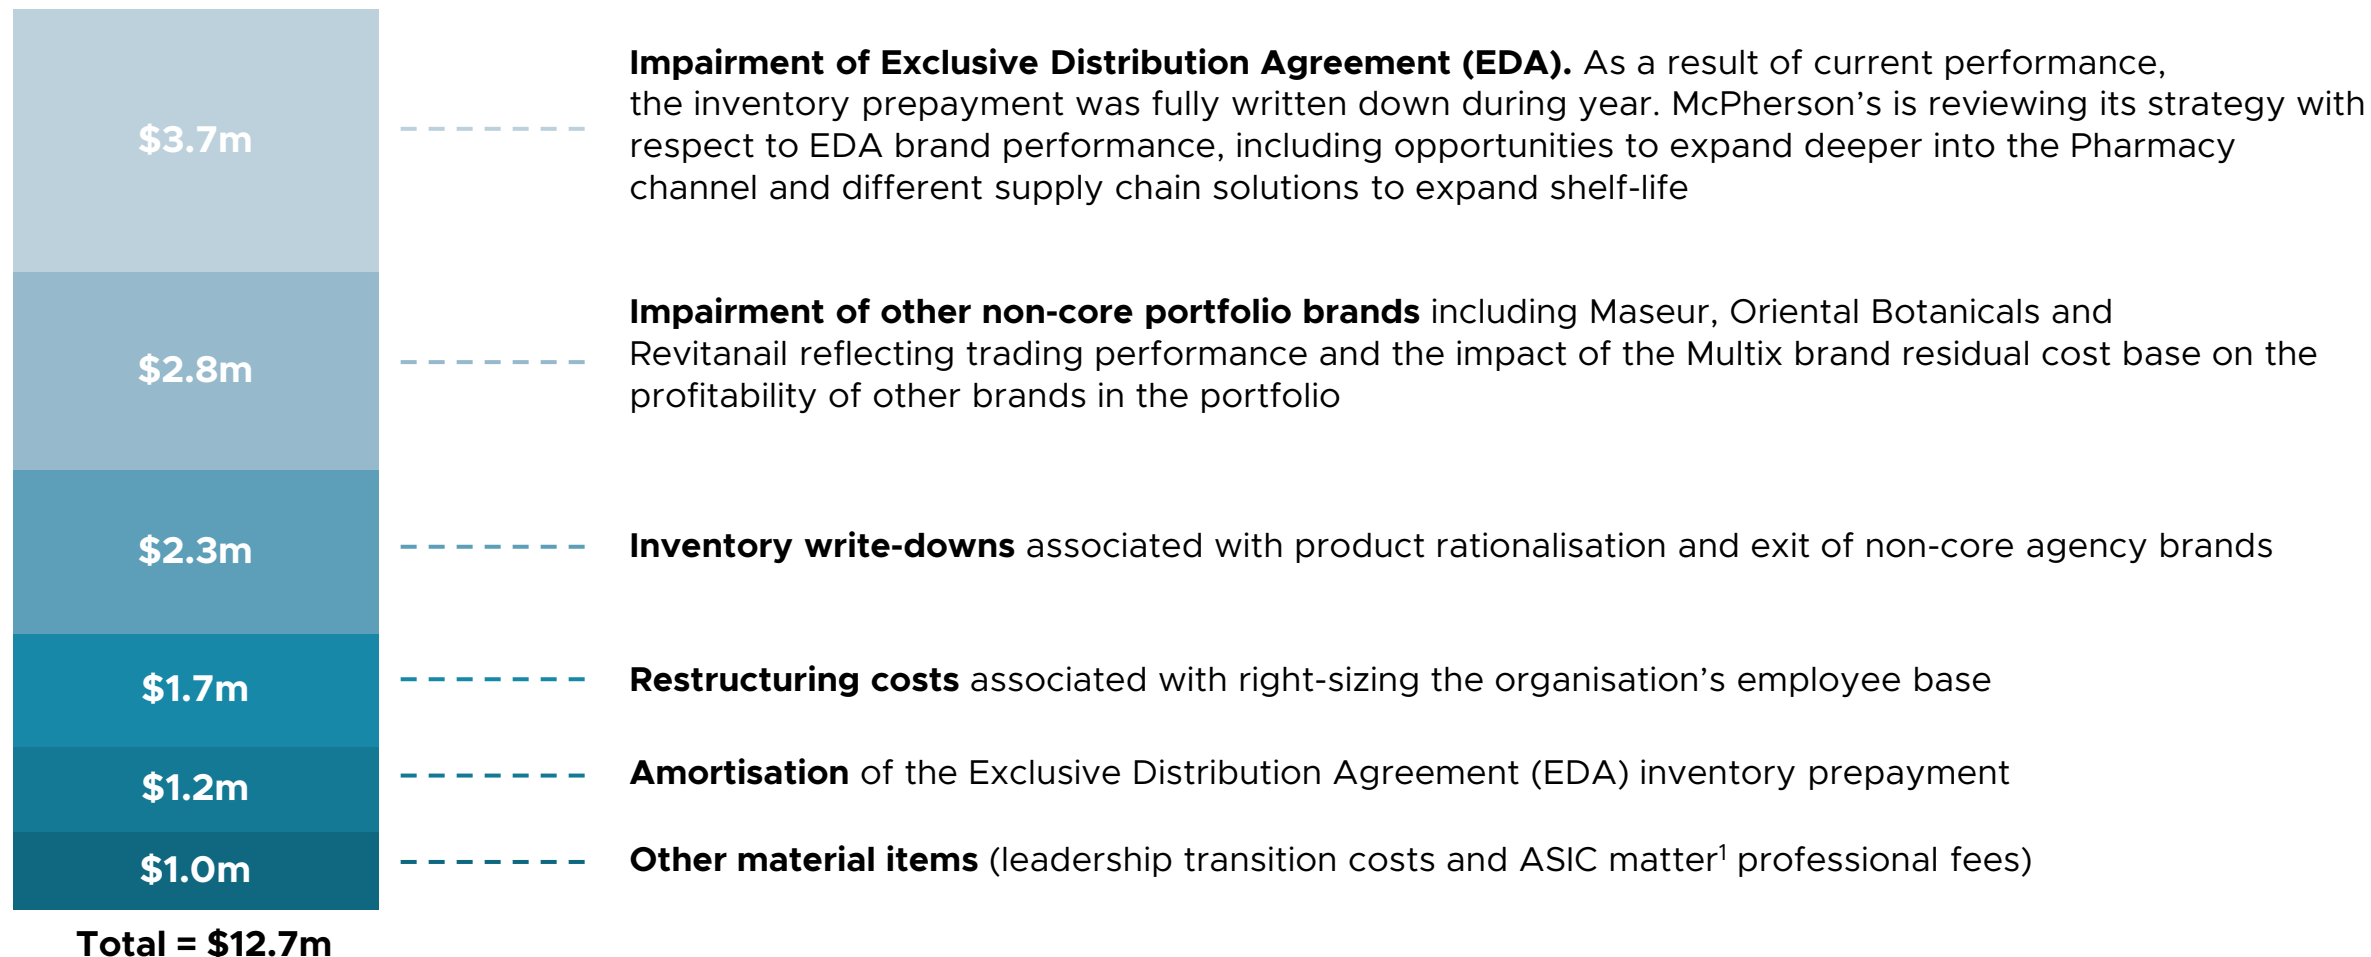 $3.7m
Impairment of Exclusive Distribution Agreement (EDA). As a result of current performance,
the inventory prepayment was fully written down during year. McPherson’s is reviewing its strategy with
respect to EDA brand performance, including opportunities to expand deeper into the Pharmacy
channel and different supply chain solutions to expand shelf-life
$2.8m
Impairment of other non-core portfolio brands including Maseur, Oriental Botanicals and
Revitanail reflecting trading performance and the impact of the Multix brand residual cost base on the
profitability of other brands in the portfolio
$2.3m
Inventory write-downs associated with product rationalisation and exit of non-core agency brands
$1.7m
Restructuring costs associated with right-sizing the organisation’s employee base
$1.2m
Amortisation of the Exclusive Distribution Agreement (EDA) inventory prepayment
$1.0m
Other material items (leadership transition costs and ASIC matter¹ professional fees)
Total = $12.7m